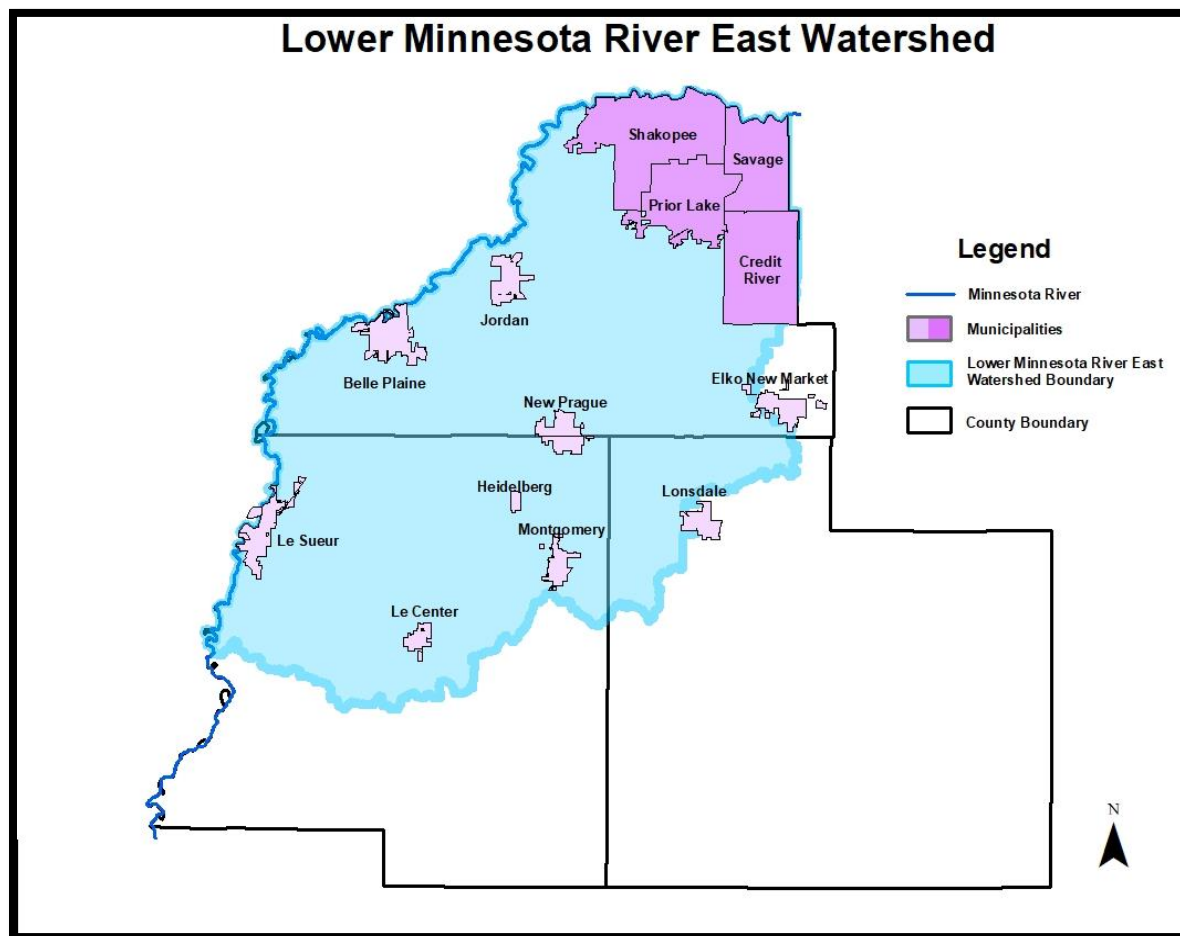 Lower Minnesota River East Watershed
Shakopee
Savage
Prior Lake
Credit
River
Jordan
Belle Plaine
Elko New Market
New Prague
Heidelberg
Lonsdale
Montgomery
Le Sueur
Le Center
Legend
Minnesota River
Municipalities
Lower Minnesota River East
Watershed Boundary
County Boundary
N